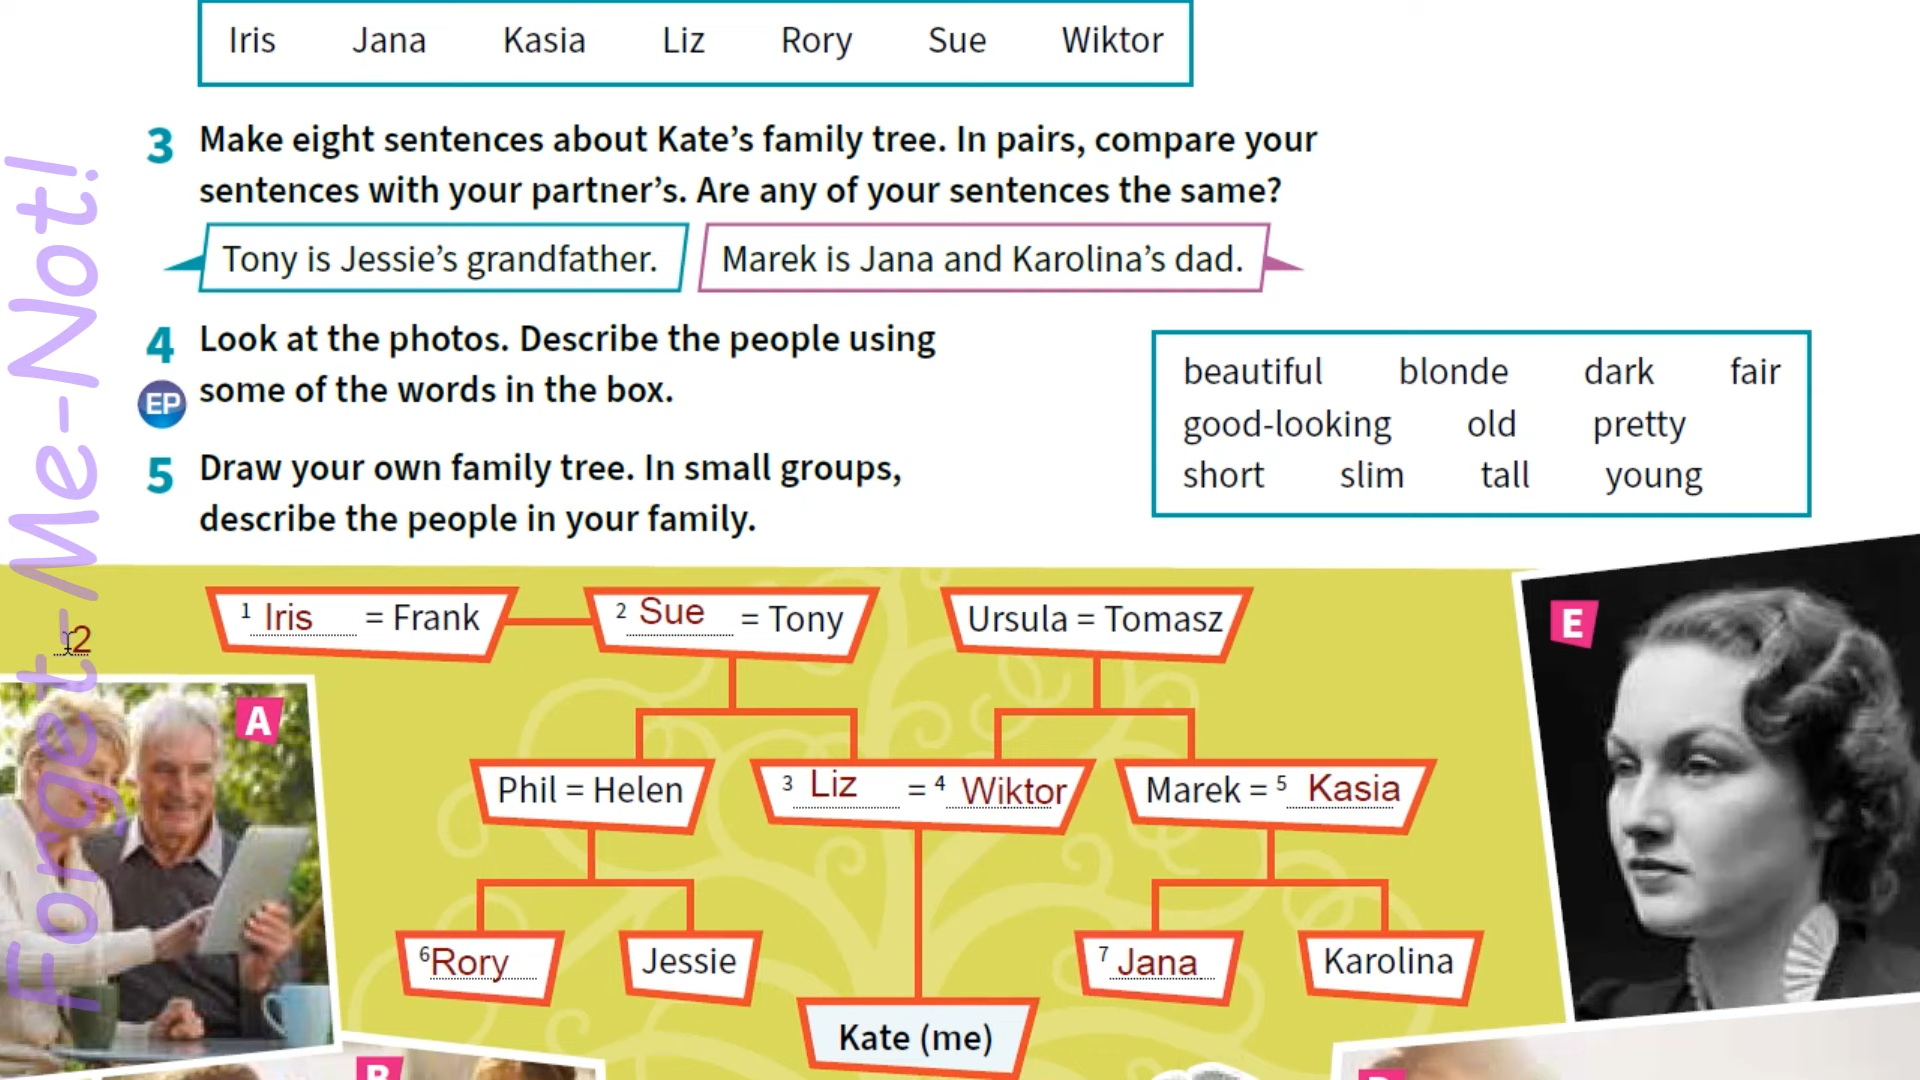 Iris Jana Kasia Liz Rory Sue Wiktor
3 Make eight sentences about Kate's family tree. In pairs, compare your
sentences with your partner's. Are any of your sentences the same?
Tony is Jessie's grandfather.
Marek is Jana and Karolina's dad.
4 Look at the photos. Describe the people using
EP some of the words in the box.
5 Draw your own family tree. In small groups,
describe the people in your family.
beautiful blonde dark fair
good-looking old pretty
short slim tall young
Forget-Me-Not!
1 Iris = Frank
2 Sue = Tony
Ursula = Tomasz
2
Phil = Helen
3 Liz = 4 Wiktor
Marek = 5 Kasia
6 Rory
Jessie
7 Jana
Karolina
Kate (me)
A
E